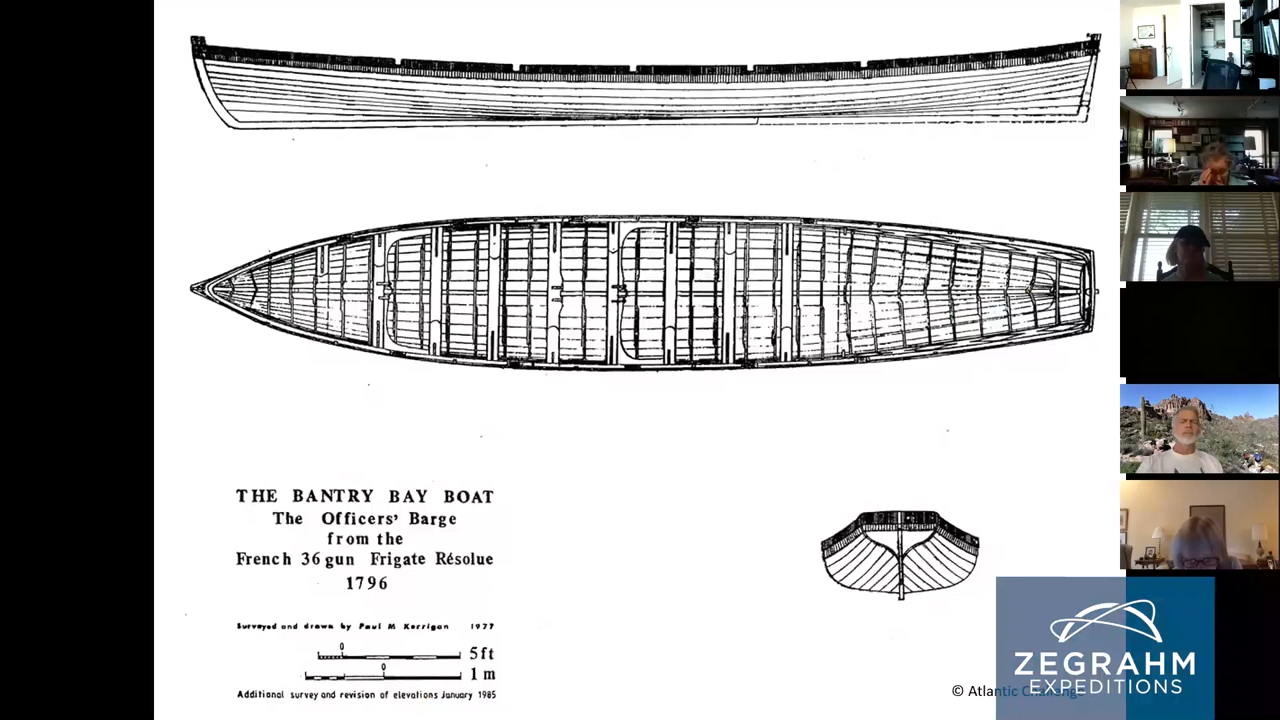 THE BANTRY BAY BOAT
The Officers' Barge
from the
French 36 gun Frigate Résolue
1796
Surveyed and drawn by Paul M Kerrigan 1977
0
5ft
0
1 m
Additional survey and revision of elevations January 1985
© Atlantic Challenge
ZEGRAHM
EXPEDITIONS